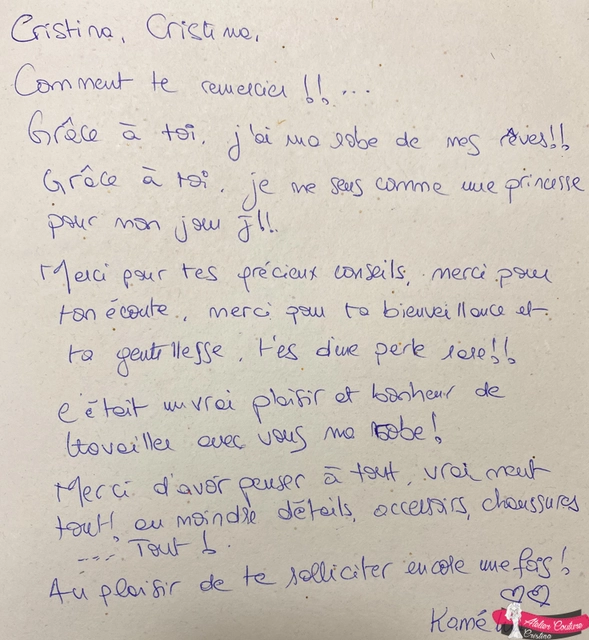 Cristina, Cristina,
Comment te remercier !! ...
Grâce à toi, j'ai ma robe de mes rêves!!
Grâce à toi, je me sens comme une princesse
pour mon jour J!!
Merci pour tes précieux conseils, merci pour
ton écoute, merci pour ta bienveillance et
ta gentillesse, t'es d'une perle rare!!
C'était un vrai plaisir et bonheur de
travailler avec vous ma robe!
Merci d'avoir penser à tout, vraiment
tout! au moindre détails, accessoirs, chaussures
.... Tout !
Au plaisir de te solliciter encore une fois!
Atelier Couture
Cristina